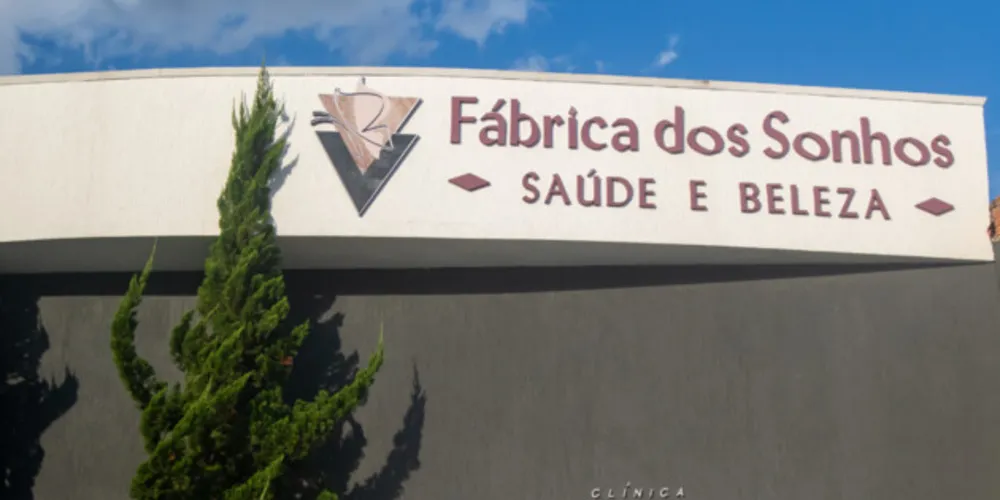 Fábrica dos Sonhos
SAÚDE E BELEZA
CLÍNICA